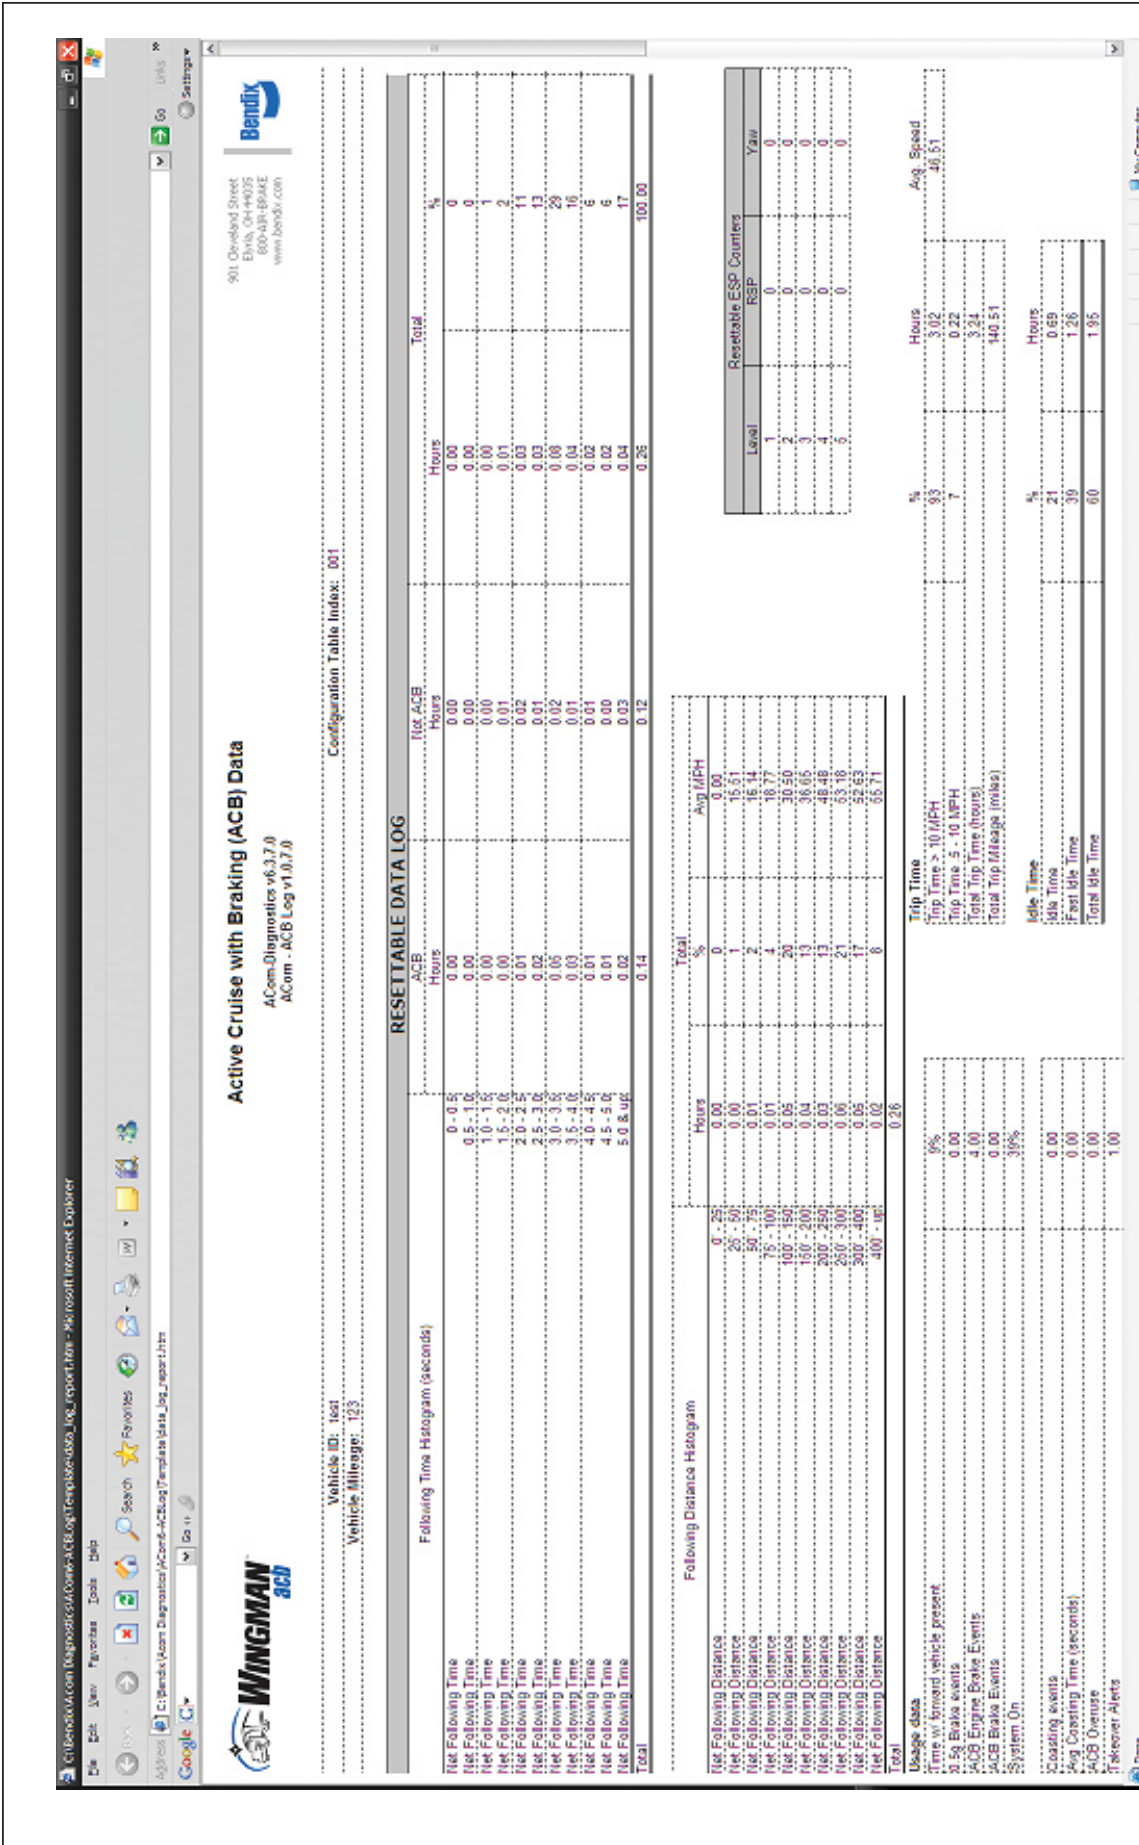 C:\Bendix\Acom Diagnostics\ACom6-ACBLog\Template\data_log_report.htm - Microsoft Internet Explorer
File Edit View Favorites Tools Help
Back Search Favorites
Address C:\Bendix\Acom Diagnostics\ACom6-ACBLog\Template\data_log_report.htm Go Links »
Google Go Settings
WINGMAN acb
Active Cruise with Braking (ACB) Data
ACom-Diagnostics v6.3.7.0
ACom - ACB Log v1.0.7.0
901 Cleveland Street
Elyria, OH 44035
800-AIR-BRAKE
www.bendix.com
Bendix
Vehicle ID: test Configuration Table Index: 001
Vehicle Mileage: 123
RESETTABLE DATA LOG
Following Time Histogram (seconds) ACB Not ACB Total
Hours Hours Hours %
Net Following Time 0 - 0.5 0.00 0.00 0.00 0
Net Following Time 0.5 - 1.0 0.00 0.00 0.00 0
Net Following Time 1.0 - 1.5 0.00 0.00 0.00 1
Net Following Time 1.5 - 2.0 0.00 0.01 0.01 2
Net Following Time 2.0 - 2.5 0.01 0.02 0.03 11
Net Following Time 2.5 - 3.0 0.02 0.01 0.03 13
Net Following Time 3.0 - 3.5 0.05 0.02 0.08 29
Net Following Time 3.5 - 4.0 0.03 0.01 0.04 16
Net Following Time 4.0 - 4.5 0.01 0.01 0.02 6
Net Following Time 4.5 - 5.0 0.01 0.00 0.02 6
Net Following Time 5.0 & up 0.02 0.03 0.04 17
Total 0.14 0.12 0.26 100.00
Following Distance Histogram Total
Hours % Avg MPH
Net Following Distance 0' - 25' 0.00 0 0.00
Net Following Distance 25' - 50' 0.00 1 15.51
Net Following Distance 50' - 75' 0.01 2 16.14
Net Following Distance 75' - 100' 0.01 4 18.77
Net Following Distance 100' - 150' 0.05 20 30.50
Net Following Distance 150' - 200' 0.04 13 36.65
Net Following Distance 200' - 250' 0.03 13 48.48
Net Following Distance 250' - 300' 0.06 21 53.18
Net Following Distance 300' - 400' 0.05 17 52.63
Net Following Distance 400' - up 0.02 8 55.71
Total 0.26
Resettable ESP Counters
Level RSP Yaw
1 0 0
2 0 0
3 0 0
4 0 0
5 0 0
Usage data
Time w/ forward vehicle present 9%
0.5g Brake events 0.00
ACB Engine Brake Events 4.00
ACB Brake Events 0.00
System On 39%
Coasting events 0.00
Avg Coasting Time (seconds) 0.00
ACB Overuse 0.00
Takeover Alerts 1.00
Trip Time % Hours Avg. Speed
Trip Time > 10 MPH 93 3.02 46.51
Trip Time .5 - 10 MPH 7 0.22
Total Trip Time (hours) 3.24
Total Trip Mileage (miles) 140.51
Idle Time % Hours
Idle Time 21 0.69
Fast Idle Time 39 1.26
Total Idle Time 60 1.95